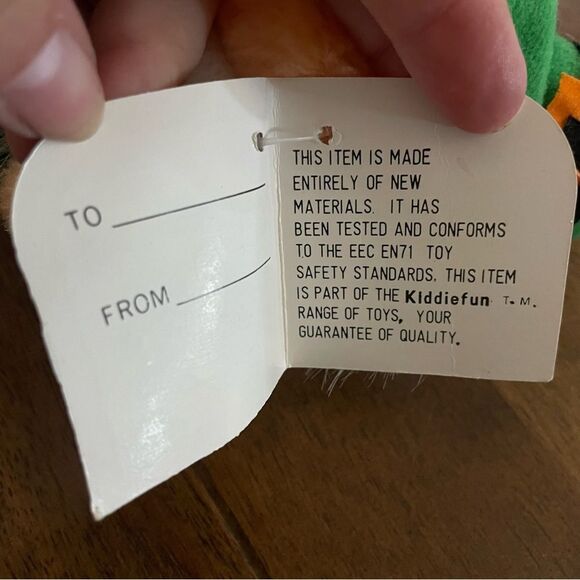 TO
FROM
THIS ITEM IS MADE
ENTIRELY OF NEW
MATERIALS. IT HAS
BEEN TESTED AND CONFORMS
TO THE EEC EN71 TOY
SAFETY STANDARDS. THIS ITEM
IS PART OF THE Kiddiefun T.M.
RANGE OF TOYS, YOUR
GUARANTEE OF QUALITY.